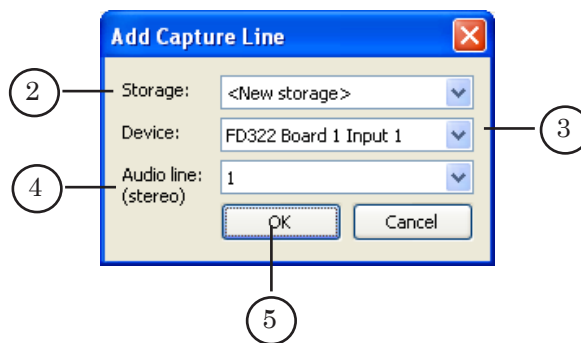 Add Capture Line
2
Storage:
<New storage>
Device:
FD322 Board 1 Input 1
3
4
Audio line:
(stereo)
1
OK
Cancel
5